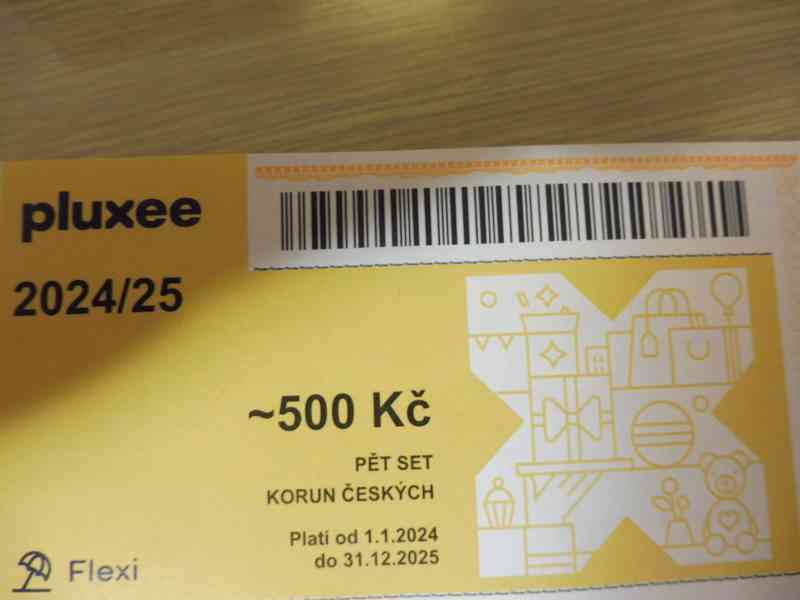 pluxee
2024/25
~500 Kč
PĚT SET
KORUN ČESKÝCH
Platí od 1.1.2024
do 31.12.2025
Flexi